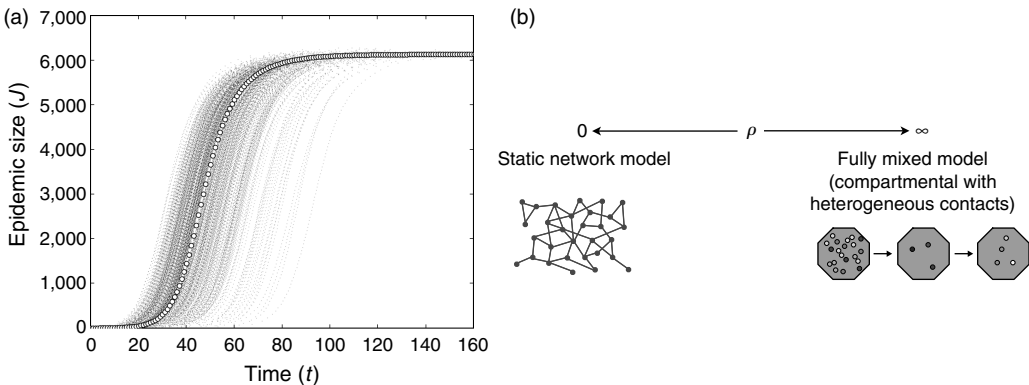 (a)
7,000
6,000
5,000
4,000
3,000
2,000
1,000
0
Epidemic size (J)
0 20 40 60 80 100 120 140 160
Time (t)
(b)
0 ρ ∞
Static network model
Fully mixed model
(compartmental with
heterogeneous contacts)